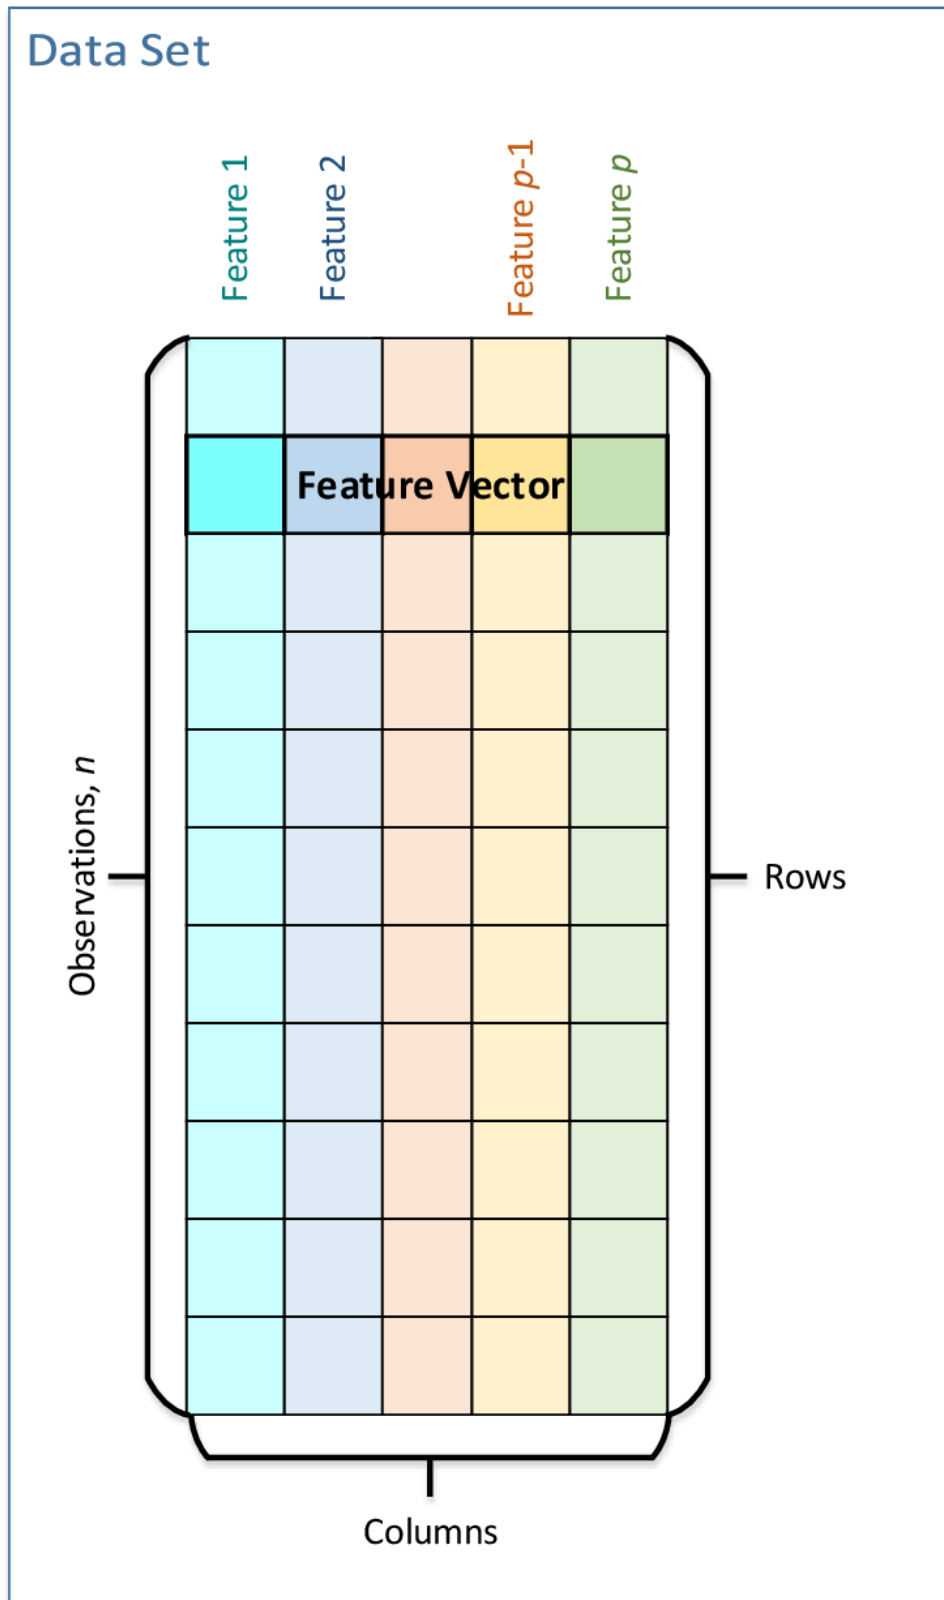 Data Set
Feature 1
Feature 2
Feature p-1
Feature p
Feature Vector
Observations, n
Rows
Columns